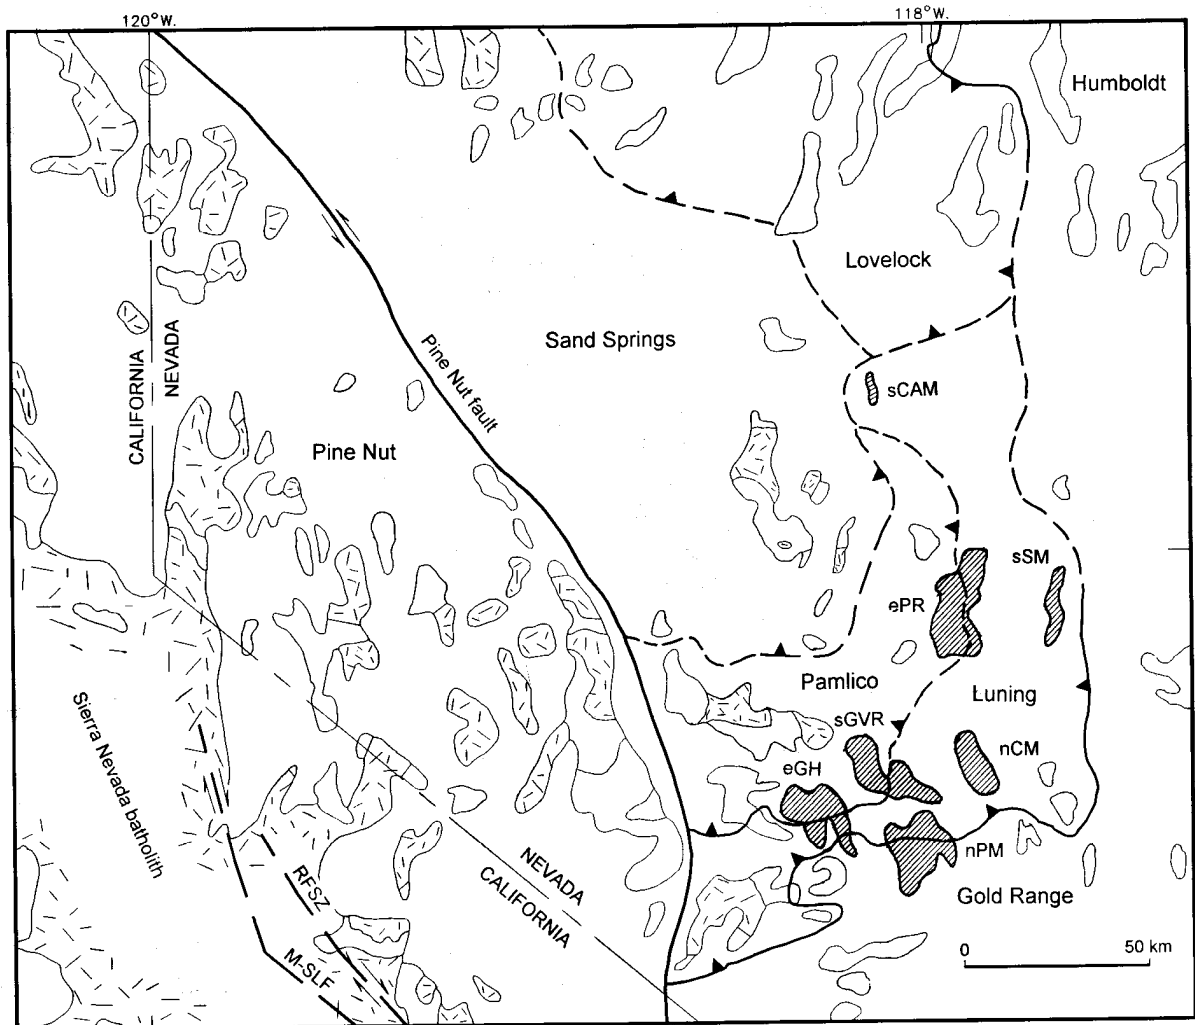 120°W.
118°W.
Humboldt
Lovelock
Sand Springs
CALIFORNIA
NEVADA
Pine Nut fault
sCAM
Pine Nut
sSM
ePR
Pamlico
Luning
sGVR
nCM
eGH
Sierra Nevada batholith
NEVADA
CALIFORNIA
nPM
RFSZ
Gold Range
M-SLF
0 50 km